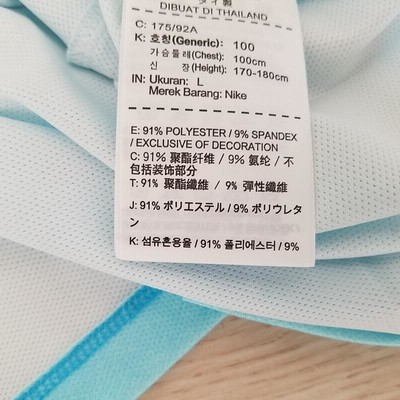 タイ製
DIBUAT DI THAILAND
C: 175/92A
K: 호칭(Generic): 100
가슴둘레(Chest): 100cm
신 장(Height): 170-180cm
IN: Ukuran: L
Merek Barang: Nike
E: 91% POLYESTER / 9% SPANDEX
/ EXCLUSIVE OF DECORATION
C: 91% 聚酯纤维 / 9% 氨纶 / 不
包括装饰部分
T: 91% 聚酯纖維 / 9% 彈性纖維
J: 91% ポリエステル / 9% ポリウレタ
ン
K: 섬유혼용율 / 91% 폴리에스터 / 9%